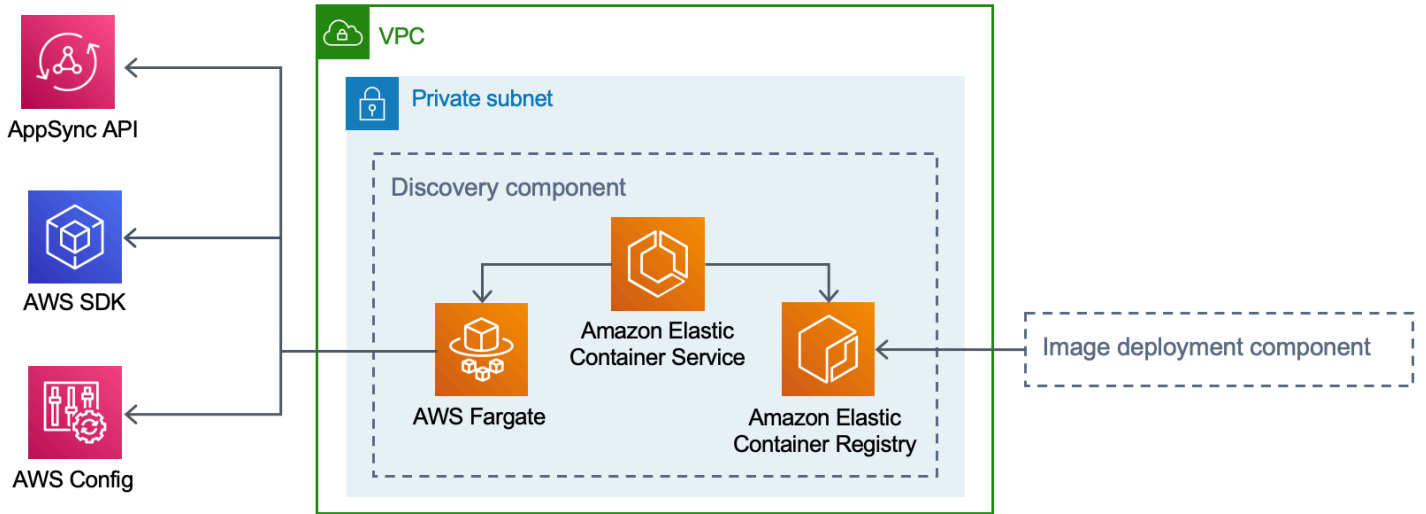 VPC
Private subnet
AppSync API
Discovery component
AWS SDK
Amazon Elastic
Container Service
Image deployment component
AWS Fargate
Amazon Elastic
Container Registry
AWS Config